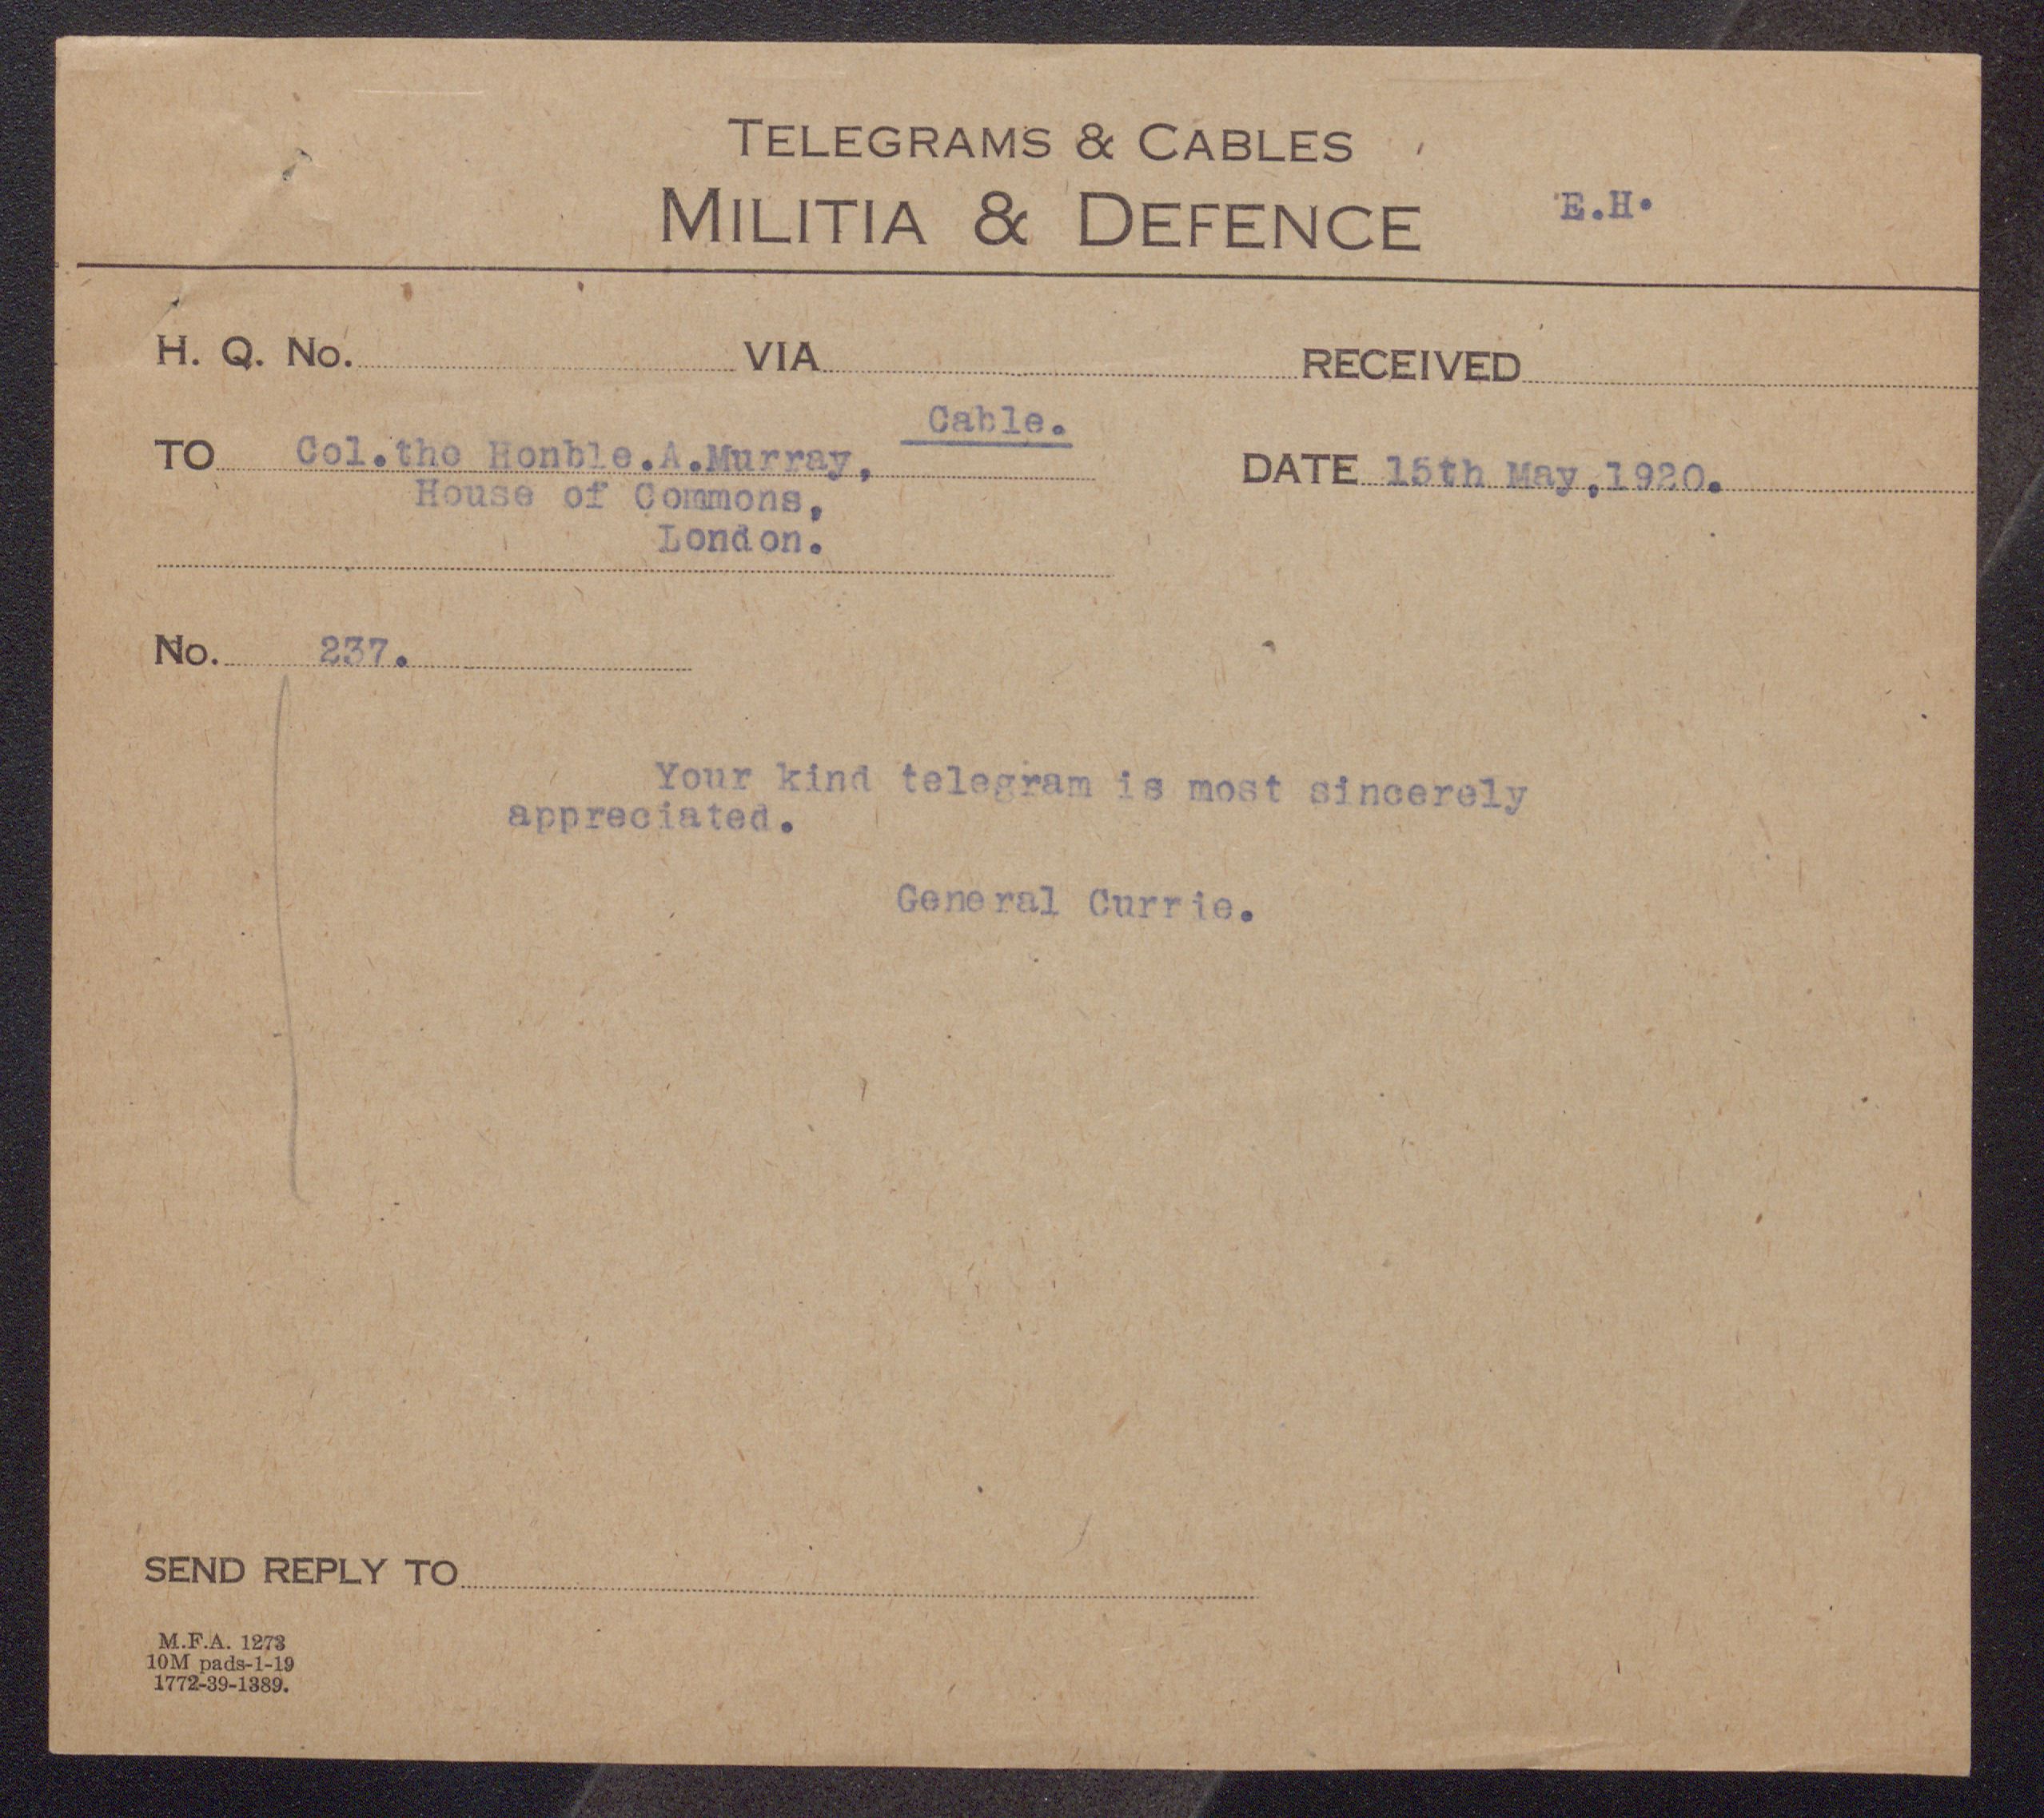 TELEGRAMS & CABLES
MILITIA & DEFENCE
E.H.
H. Q. No. VIA RECEIVED
Cable.
TO Col.the Honble.A.Murray, DATE 15th May,1920.
House of Commons,
London.
No. 237.
Your kind telegram is most sincerely
appreciated.
General Currie.
SEND REPLY TO
M.F.A. 1273
10M pads-1-19
1772-39-1389.